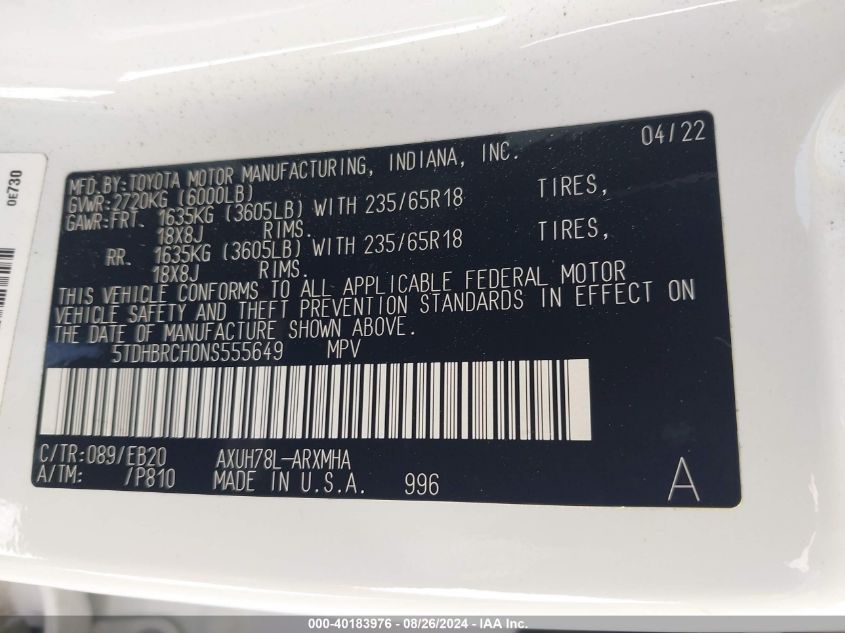 0E730
04/22
MFD.BY:TOYOTA MOTOR MANUFACTURING, INDIANA, INC.
GVWR:2720KG (6000LB)
GAWR:FRT. 1635KG (3605LB) WITH 235/65R18 TIRES,
18X8J RIMS.
RR. 1635KG (3605LB) WITH 235/65R18 TIRES,
18X8J RIMS.
THIS VEHICLE CONFORMS TO ALL APPLICABLE FEDERAL MOTOR
VEHICLE SAFETY AND THEFT PREVENTION STANDARDS IN EFFECT ON
THE DATE OF MANUFACTURE SHOWN ABOVE.
5TDHBRCH0NS555649 MPV
C/TR:089/EB20 AXUH78L-ARXMHA
A/TM: /P810 MADE IN U.S.A. 996
A
000-40183976 - 08/26/2024 - IAA Inc.